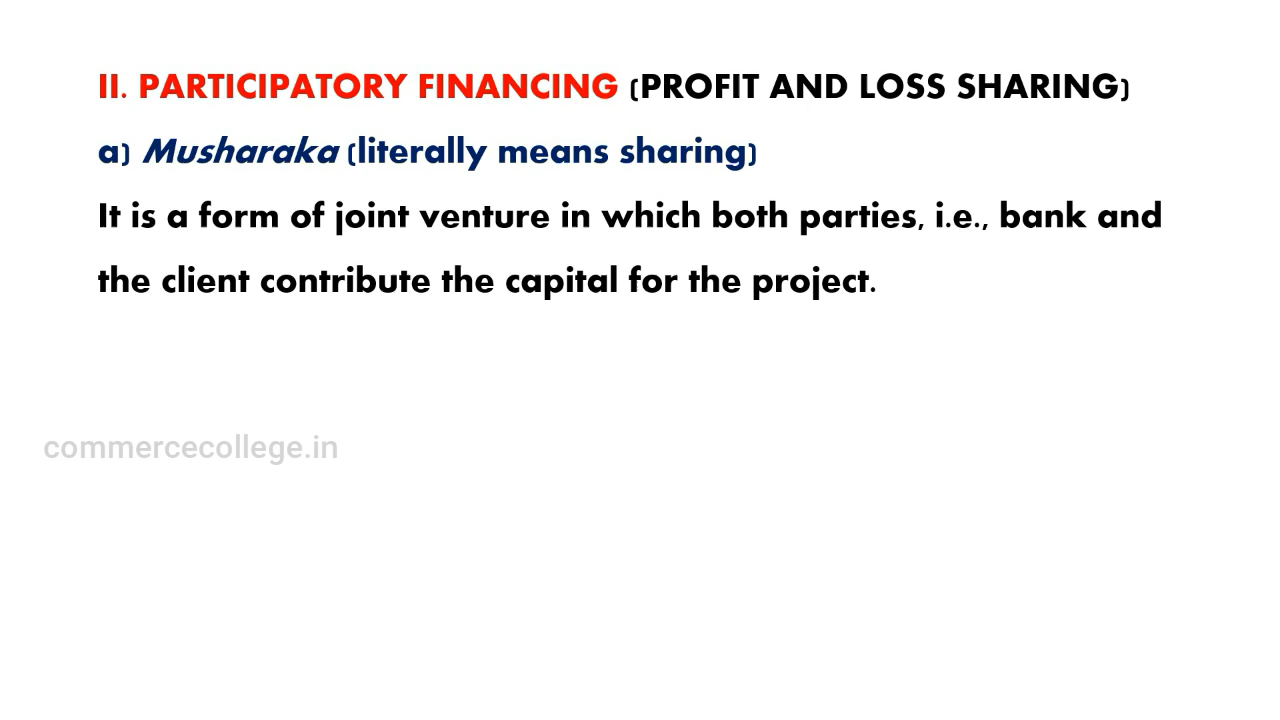 II. PARTICIPATORY FINANCING (PROFIT AND LOSS SHARING)
a) Musharaka (literally means sharing)
It is a form of joint venture in which both parties, i.e., bank and
the client contribute the capital for the project.
commercecollege.in